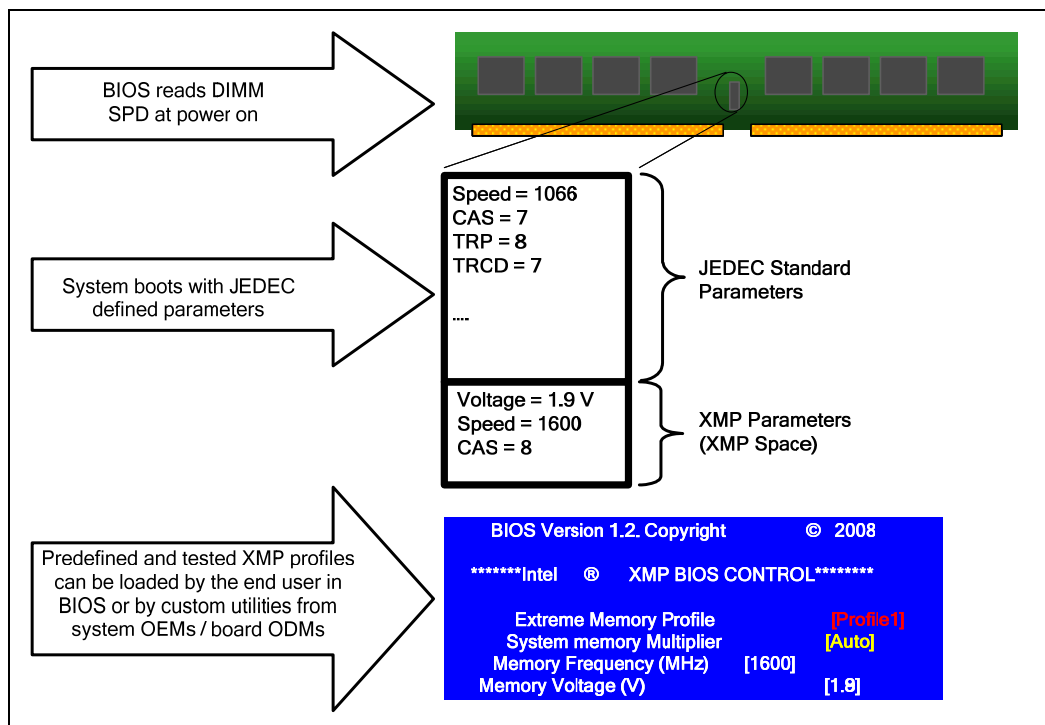 BIOS reads DIMM
SPD at power on
Speed = 1066
CAS = 7
TRP = 8
TRCD = 7
....
JEDEC Standard
Parameters
System boots with JEDEC
defined parameters
Voltage = 1.9 V
Speed = 1600
CAS = 8
XMP Parameters
(XMP Space)
Predefined and tested XMP profiles
can be loaded by the end user in
BIOS or by custom utilities from
system OEMs / board ODMs
BIOS Version 1.2. Copyright © 2008
*******Intel ® XMP BIOS CONTROL********
Extreme Memory Profile [Profile1]
System memory Multiplier [Auto]
Memory Frequency (MHz) [1600]
Memory Voltage (V)